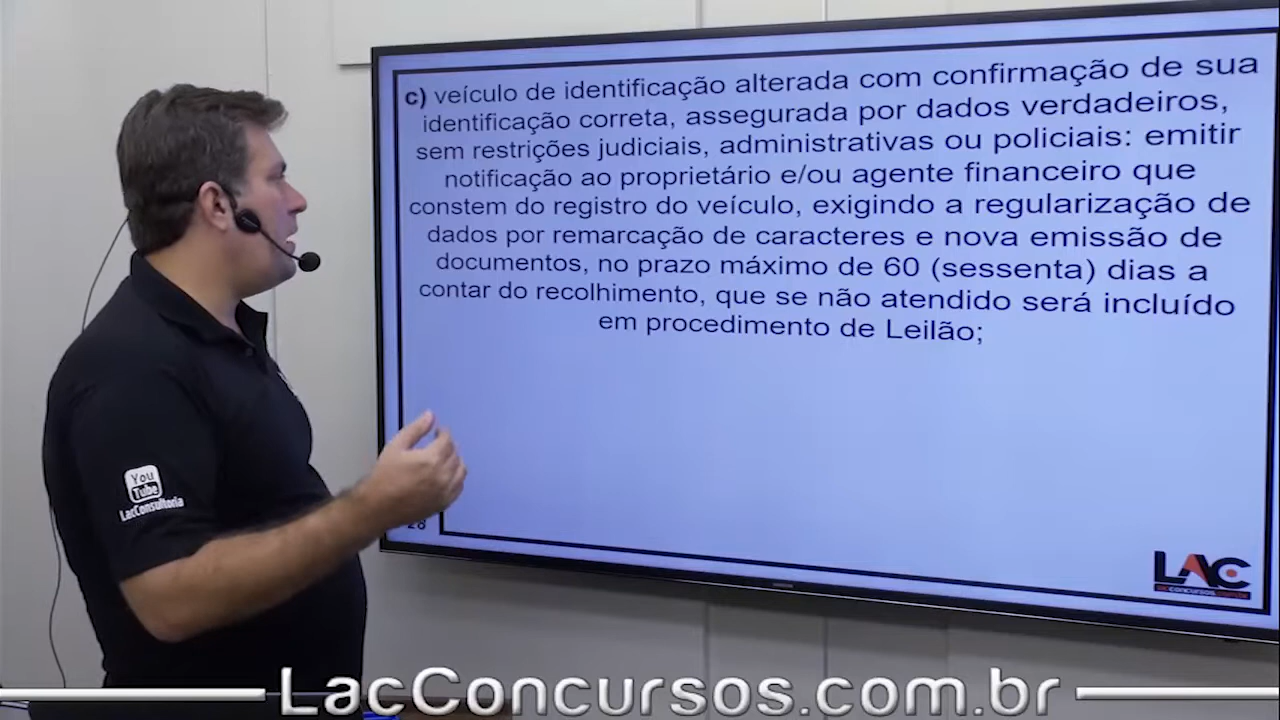 c) veículo de identificação alterada com confirmação de sua
identificação correta, assegurada por dados verdadeiros,
sem restrições judiciais, administrativas ou policiais: emitir
notificação ao proprietário e/ou agente financeiro que
constem do registro do veículo, exigindo a regularização de
dados por remarcação de caracteres e nova emissão de
documentos, no prazo máximo de 60 (sessenta) dias a
contar do recolhimento, que se não atendido será incluído
em procedimento de Leilão;
You
Tube
LacConsultoria
28
LAC
LacConcursos.com.br